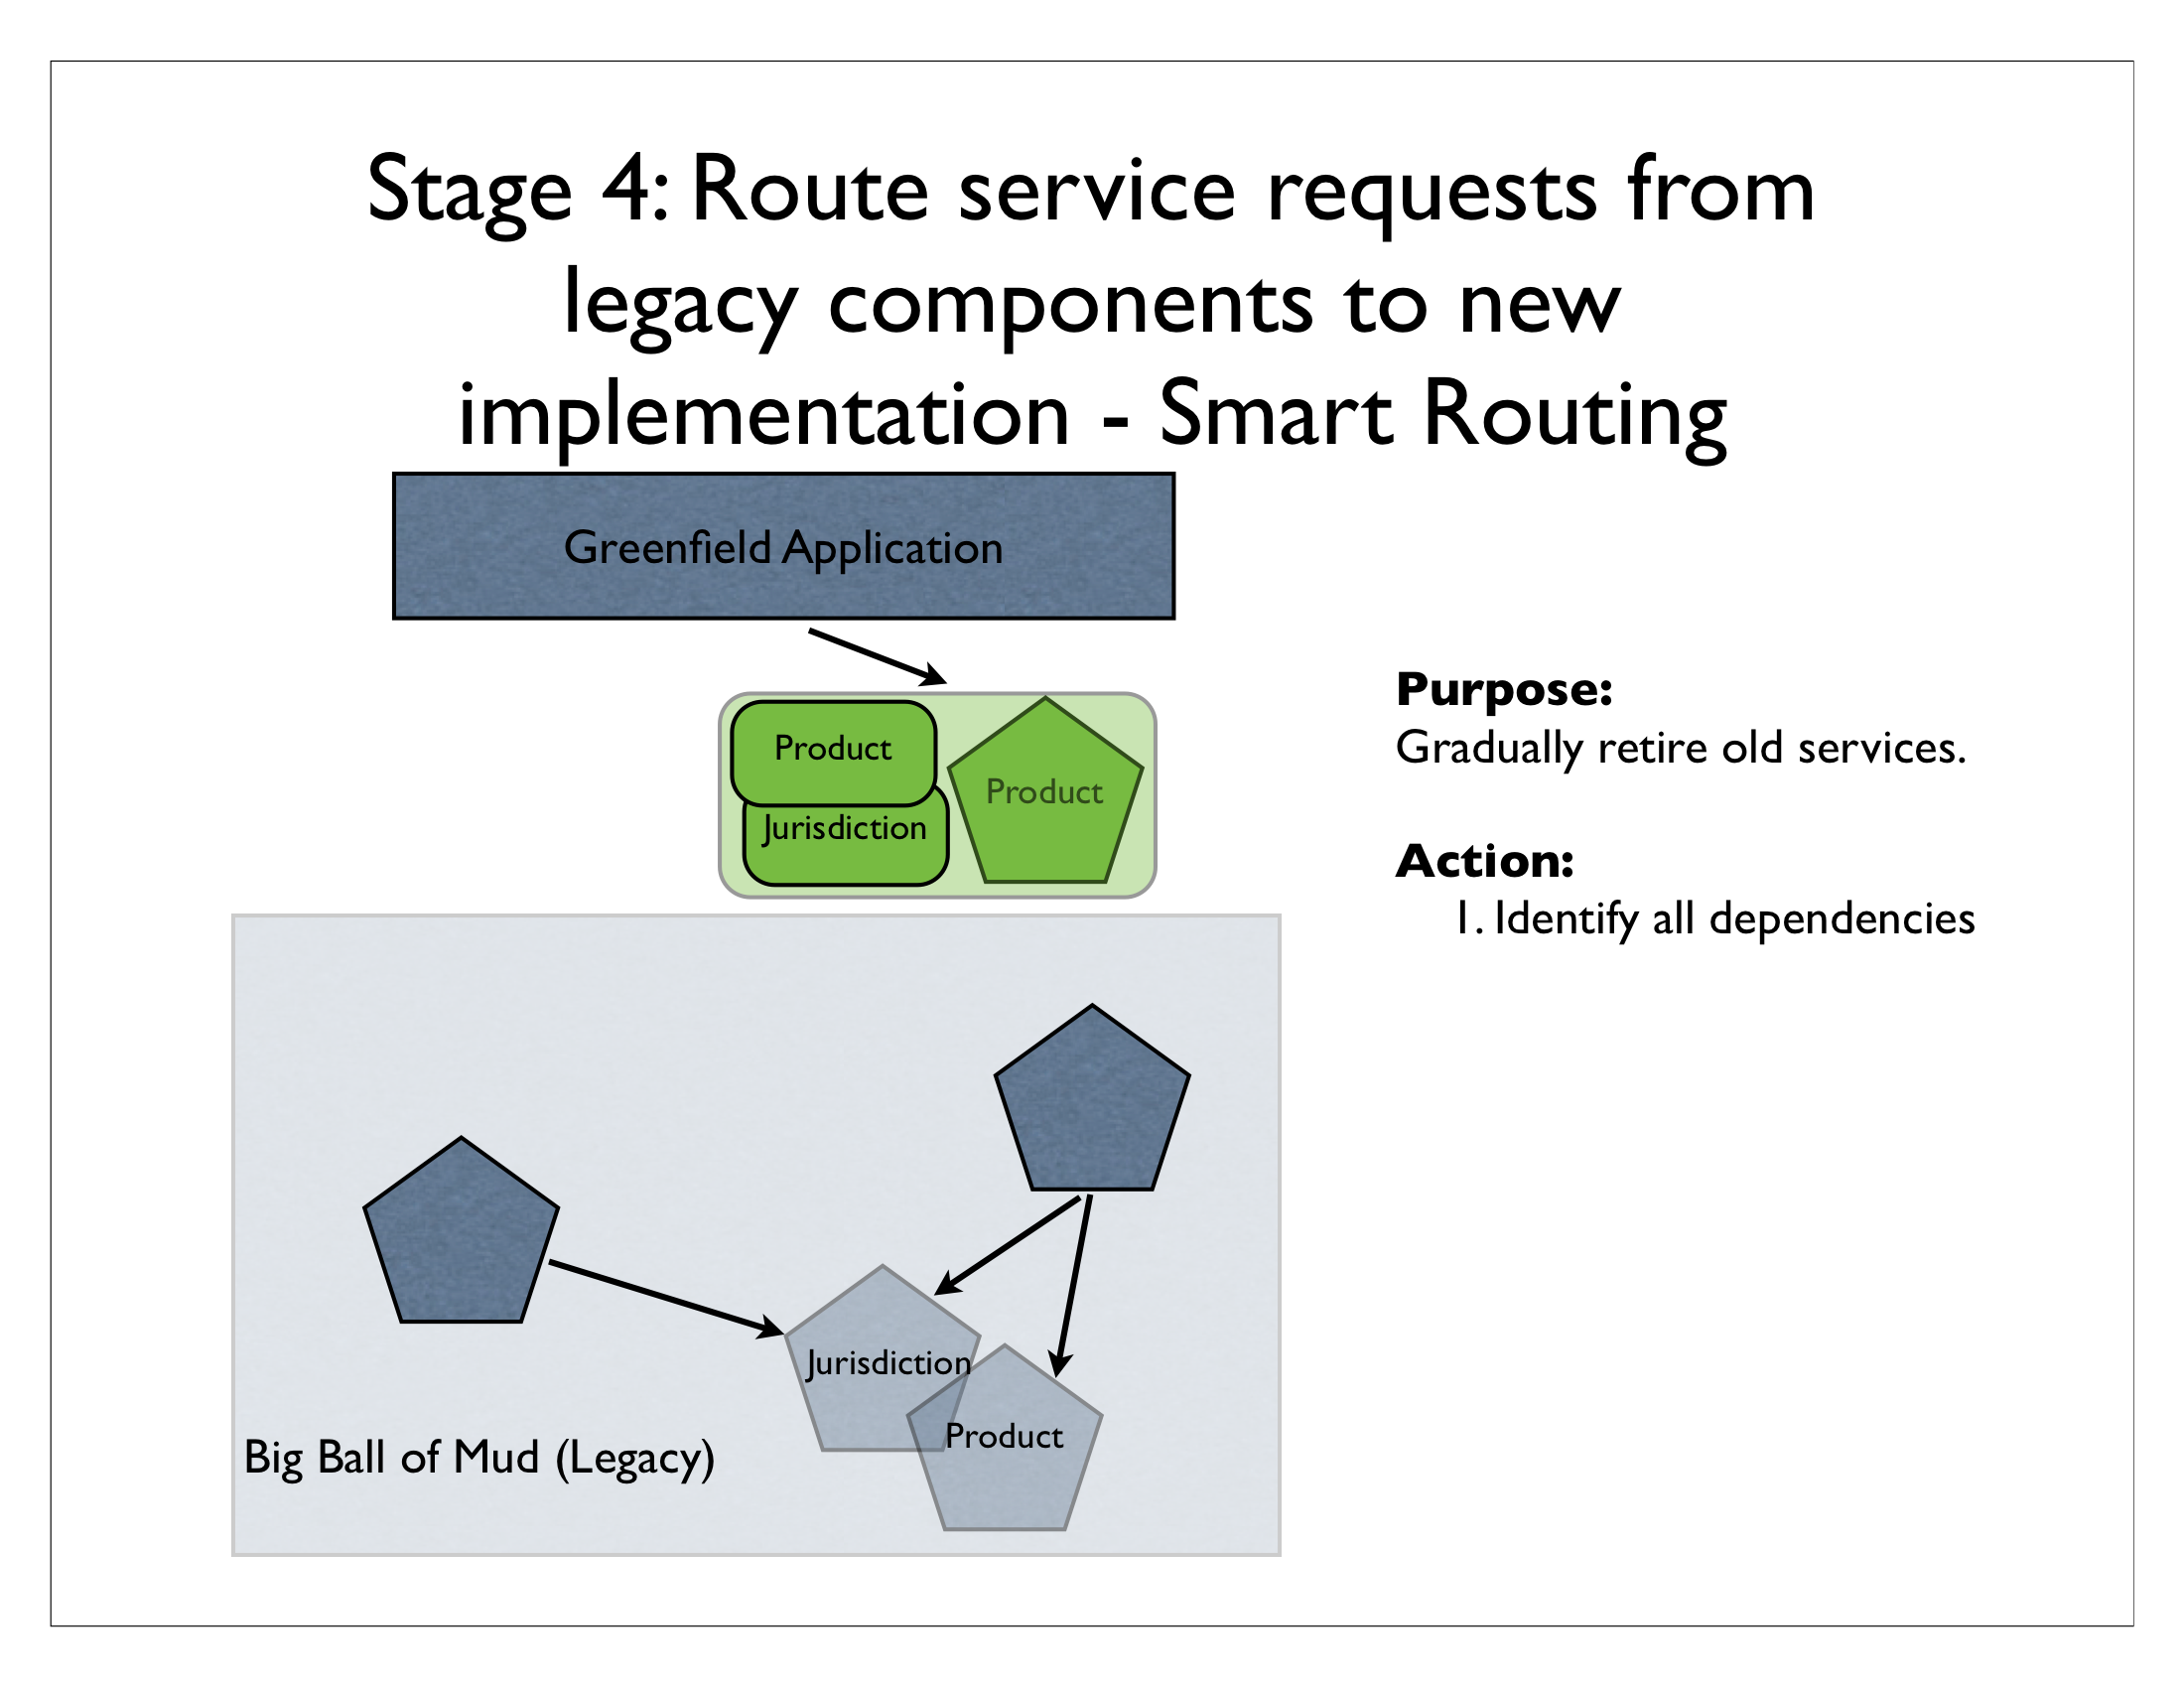 Stage 4: Route service requests from
legacy components to new
implementation - Smart Routing
Greenfield Application
Product
Product
Jurisdiction
Purpose:
Gradually retire old services.
Action:
1. Identify all dependencies
Jurisdiction
Product
Big Ball of Mud (Legacy)